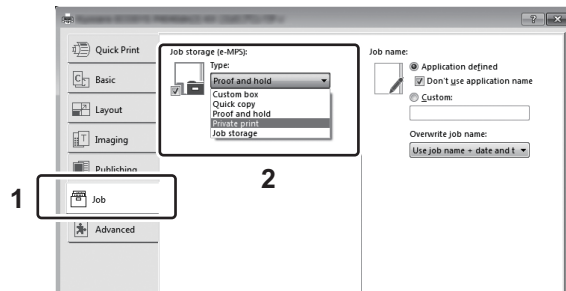 Quick Print
Basic
Layout
Imaging
Publishing
Job
Advanced
1
Job storage (e-MPS):
Type:
Proof and hold
Custom box
Quick copy
Proof and hold
Private print
Job storage
2
Job name:
Application defined
Don't use application name
Custom:
Overwrite job name:
Use job name + date and t